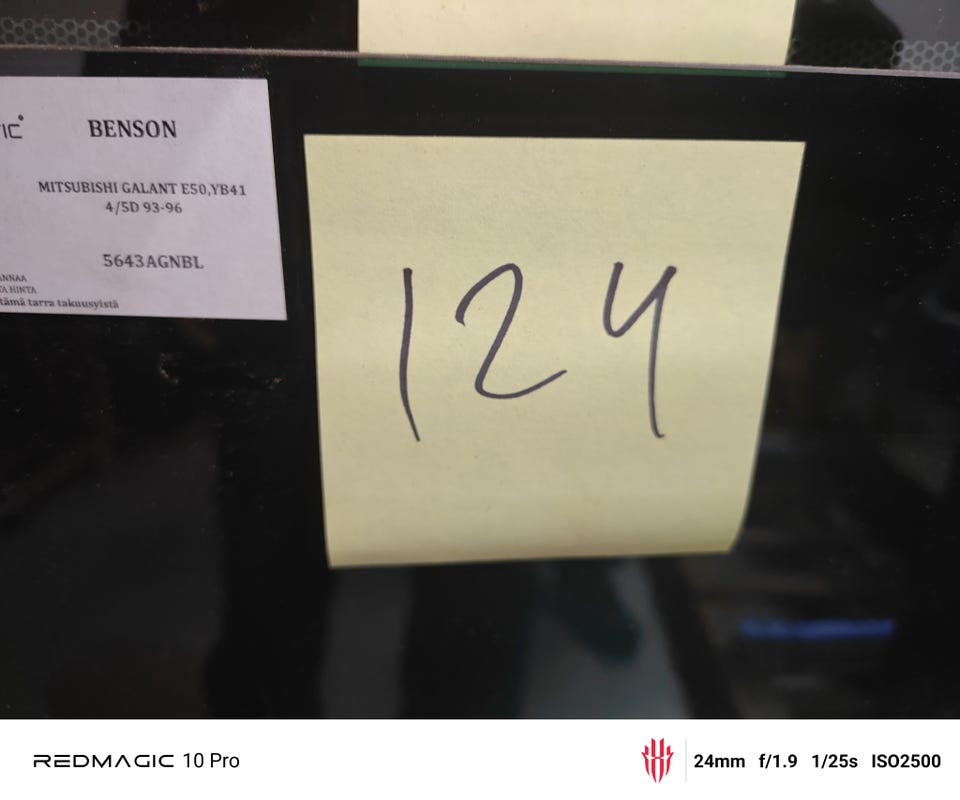 BENSON
MITSUBISHI GALANT E50,YB41
4/5D 93-96
5643AGNBL
tämä tarra takuusyistä
124
REDMAGIC 10 Pro
24mm f/1.9 1/25s ISO2500